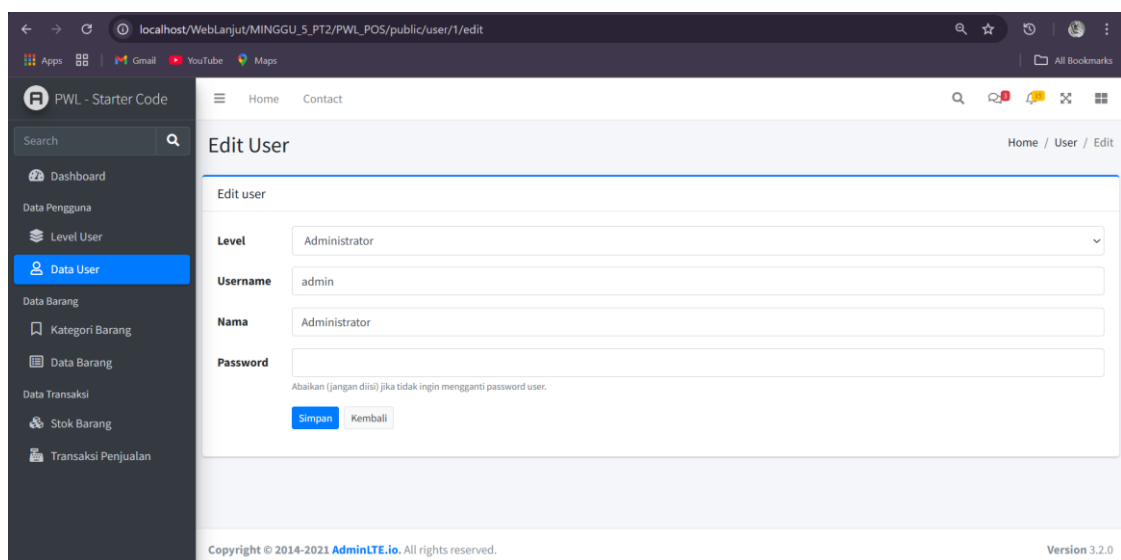 localhost/WebLanjut/MINGGU_5_PT2/PWL_POS/public/user/1/edit
Apps Gmail YouTube Maps All Bookmarks
PWL - Starter Code Home Contact
Search
Edit User Home / User / Edit
Dashboard
Data Pengguna
Level User
Data User
Data Barang
Kategori Barang
Data Barang
Data Transaksi
Stok Barang
Transaksi Penjualan
Edit user
Level Administrator
Username admin
Nama Administrator
Password
Abaikan (jangan diisi) jika tidak ingin mengganti password user.
Simpan Kembali
Copyright © 2014-2021 AdminLTE.io. All rights reserved. Version 3.2.0